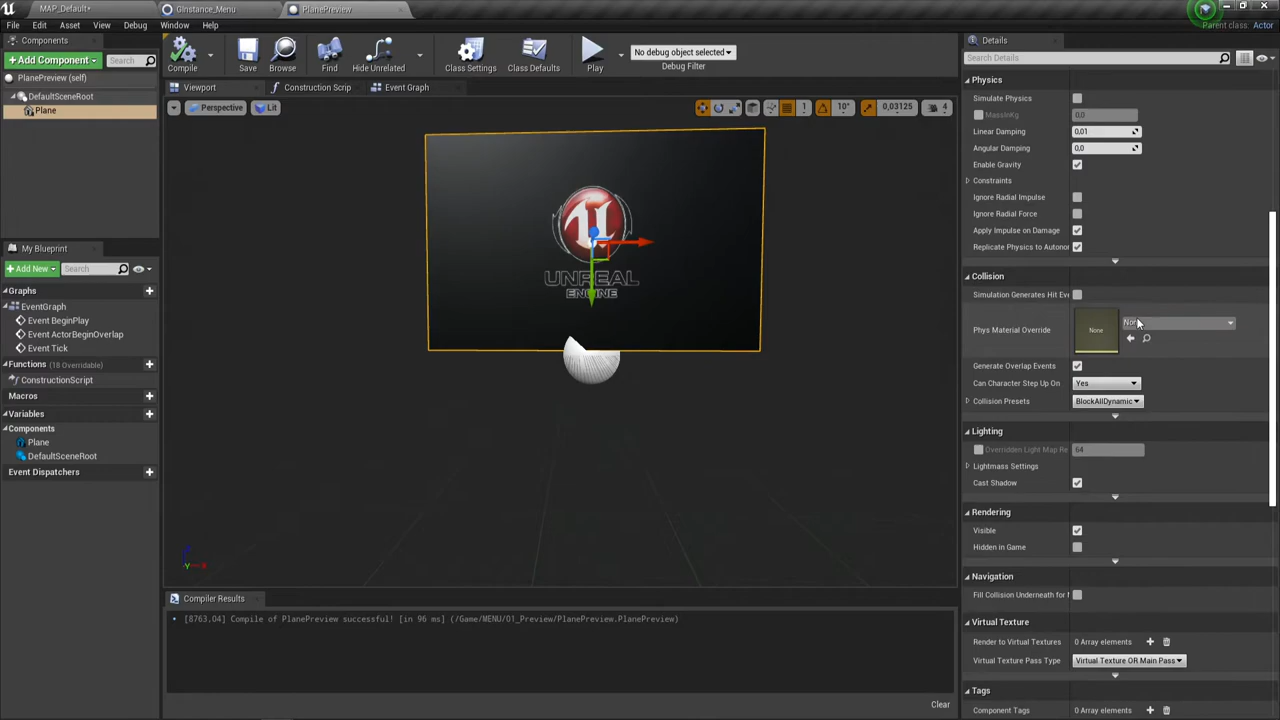 MAP_Default*
GInstance_Menu
PlanePreview
File Edit Asset View Debug Window Help
Parent class: Actor
Components
Details
+ Add Component
Search
Compile
Save
Browse
Find
Hide Unrelated
Class Settings
Class Defaults
Play
No debug object selected
Debug Filter
Search Details
PlanePreview (self)
DefaultSceneRoot
Plane
Viewport
Construction Scrip
Event Graph
Perspective
Lit
10°
0,03125
4
1
UNREAL
ENGINE
My Blueprint
+ Add New
Search
Graphs
EventGraph
Event BeginPlay
Event ActorBeginOverlap
Event Tick
Functions (18 Overridable)
ConstructionScript
Macros
Variables
Components
Plane
DefaultSceneRoot
Event Dispatchers
Compiler Results
[8763.04] Compile of PlanePreview successful! [in 96 ms] (/Game/MENU/01_Preview/PlanePreview.PlanePreview)
Clear
Physics
Simulate Physics
MassInKg 0,0
Linear Damping 0,01
Angular Damping 0,0
Enable Gravity
Constraints
Ignore Radial Impulse
Ignore Radial Force
Apply Impulse on Damage
Replicate Physics to Autonor
Collision
Simulation Generates Hit Eve
Phys Material Override
None
Generate Overlap Events
Can Character Step Up On Yes
Collision Presets BlockAllDynamic
Lighting
Overridden Light Map Re 64
Lightmass Settings
Cast Shadow
Rendering
Visible
Hidden in Game
Navigation
Fill Collision Underneath for N
Virtual Texture
Render to Virtual Textures 0 Array elements
Virtual Texture Pass Type Virtual Texture OR Main Pass
Tags
Component Tags 0 Array elements